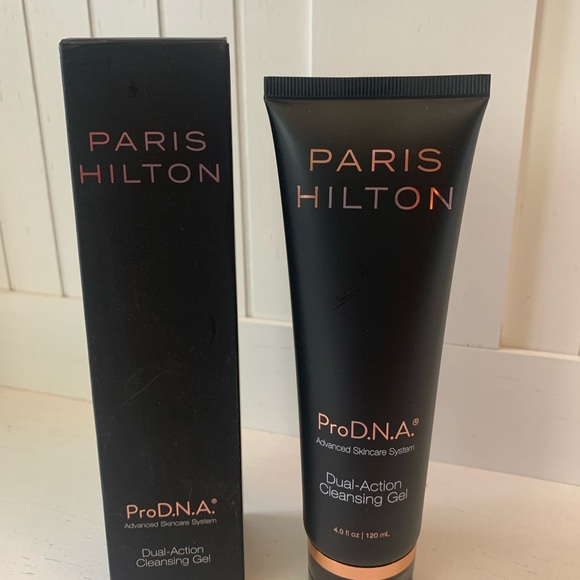 PARIS
HILTON
ProD.N.A.®
Advanced Skincare System
Dual-Action
Cleansing Gel
PARIS
HILTON
ProD.N.A.®
Advanced Skincare System
Dual-Action
Cleansing Gel
4.0 fl oz | 120 mL